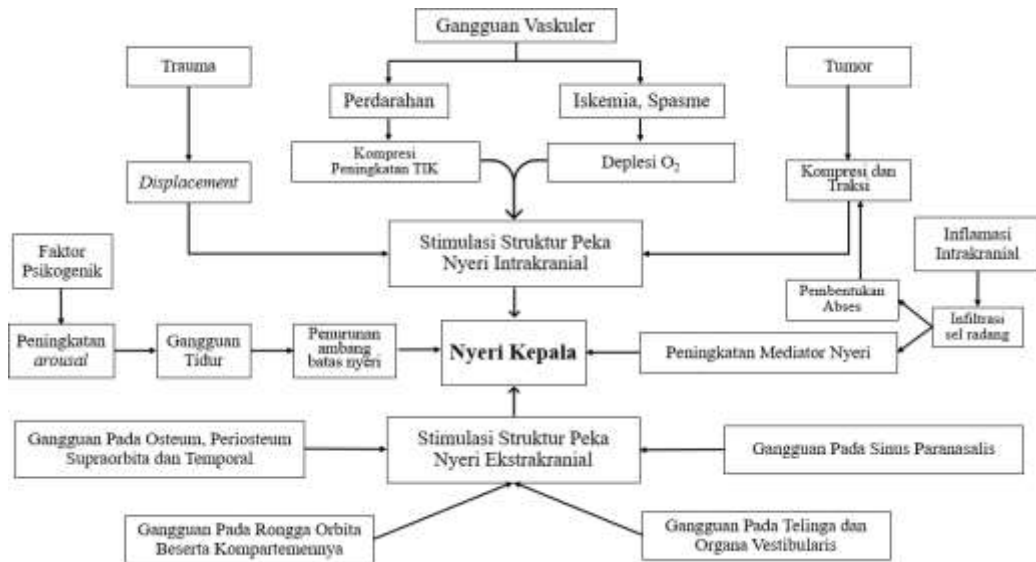 Gangguan Vaskuler
Trauma
Tumor
Perdarahan
Iskemia, Spasme
Kompresi
Peningkatan TIK
Deplesi O₂
Displacement
Kompresi dan
Traksi
Stimulasi Struktur Peka
Nyeri Intrakranial
Faktor
Psikogenik
Inflamasi
Intrakranial
Pembentukan
Abses
Infiltrasi
sel radang
Peningkatan
arousal
Gangguan
Tidur
Penurunan
ambang
batas nyeri
Nyeri Kepala
Peningkatan Mediator Nyeri
Gangguan Pada Osteum, Periosteum
Supraorbita dan Temporal
Stimulasi Struktur Peka
Nyeri Ekstrakranial
Gangguan Pada Sinus Paranasalis
Gangguan Pada Rongga Orbita
Beserta Kompartemennya
Gangguan Pada Telinga dan
Organa Vestibularis